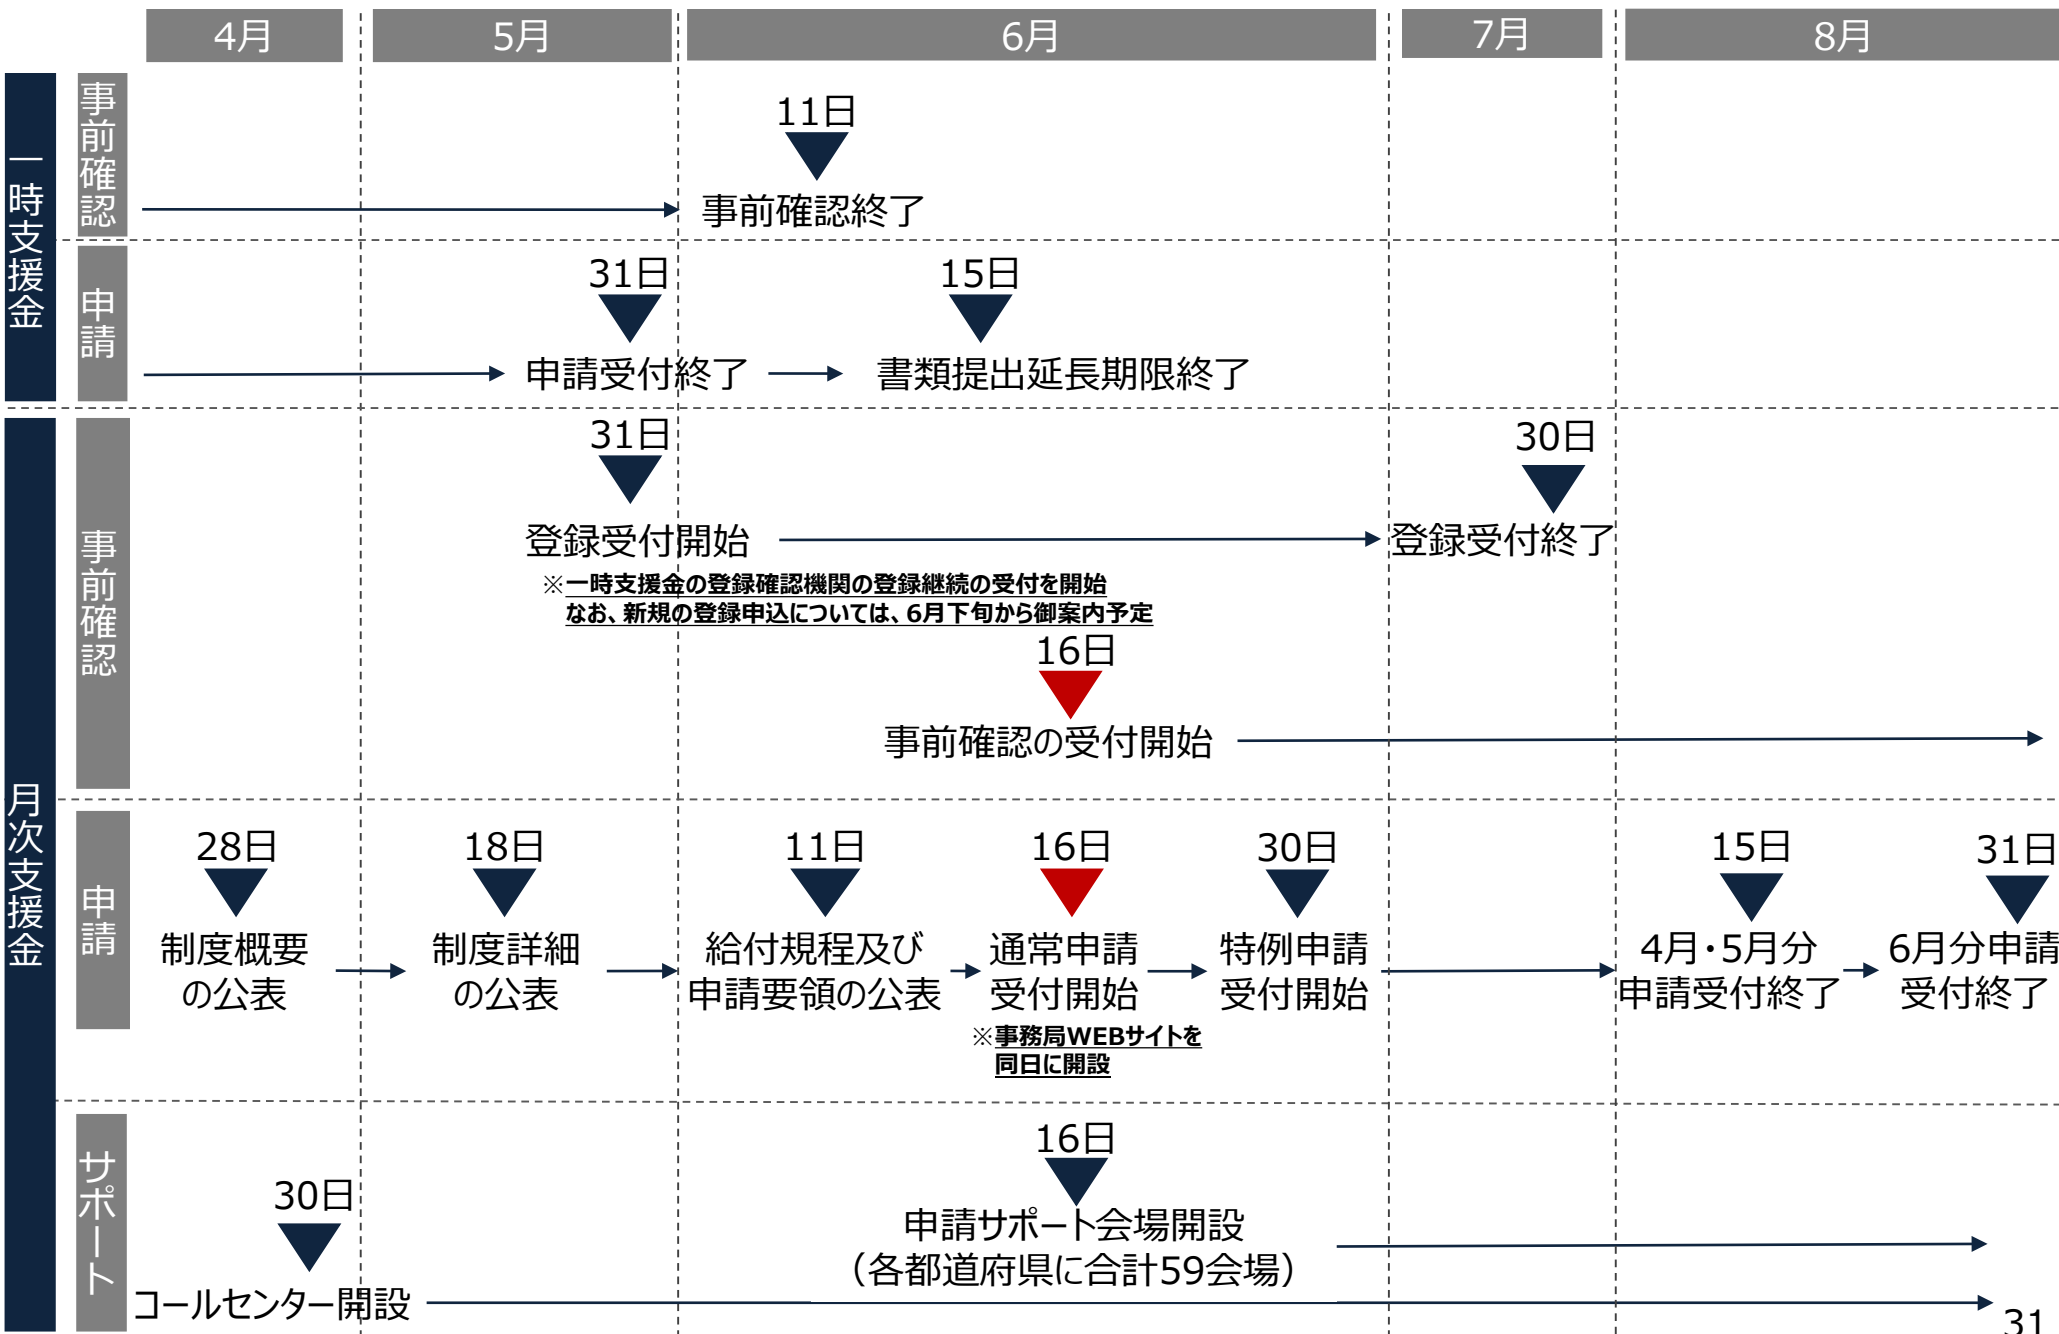 4月
5月
6月
7月
8月
一時支援金
事前確認
11日
事前確認終了
申請
31日
15日
申請受付終了
書類提出延長期限終了
月次支援金
事前確認
31日
30日
登録受付開始
登録受付終了
※一時支援金の登録確認機関の登録継続の受付を開始
なお、新規の登録申込については、6月下旬から御案内予定
16日
事前確認の受付開始
申請
28日
18日
11日
16日
30日
15日
31日
制度概要
の公表
制度詳細
の公表
給付規程及び
申請要領の公表
通常申請
受付開始
特例申請
受付開始
4月・5月分
申請受付終了
6月分申請
受付終了
※事務局WEBサイトを
同日に開設
サポート
16日
申請サポート会場開設
（各都道府県に合計59会場）
30日
コールセンター開設
31